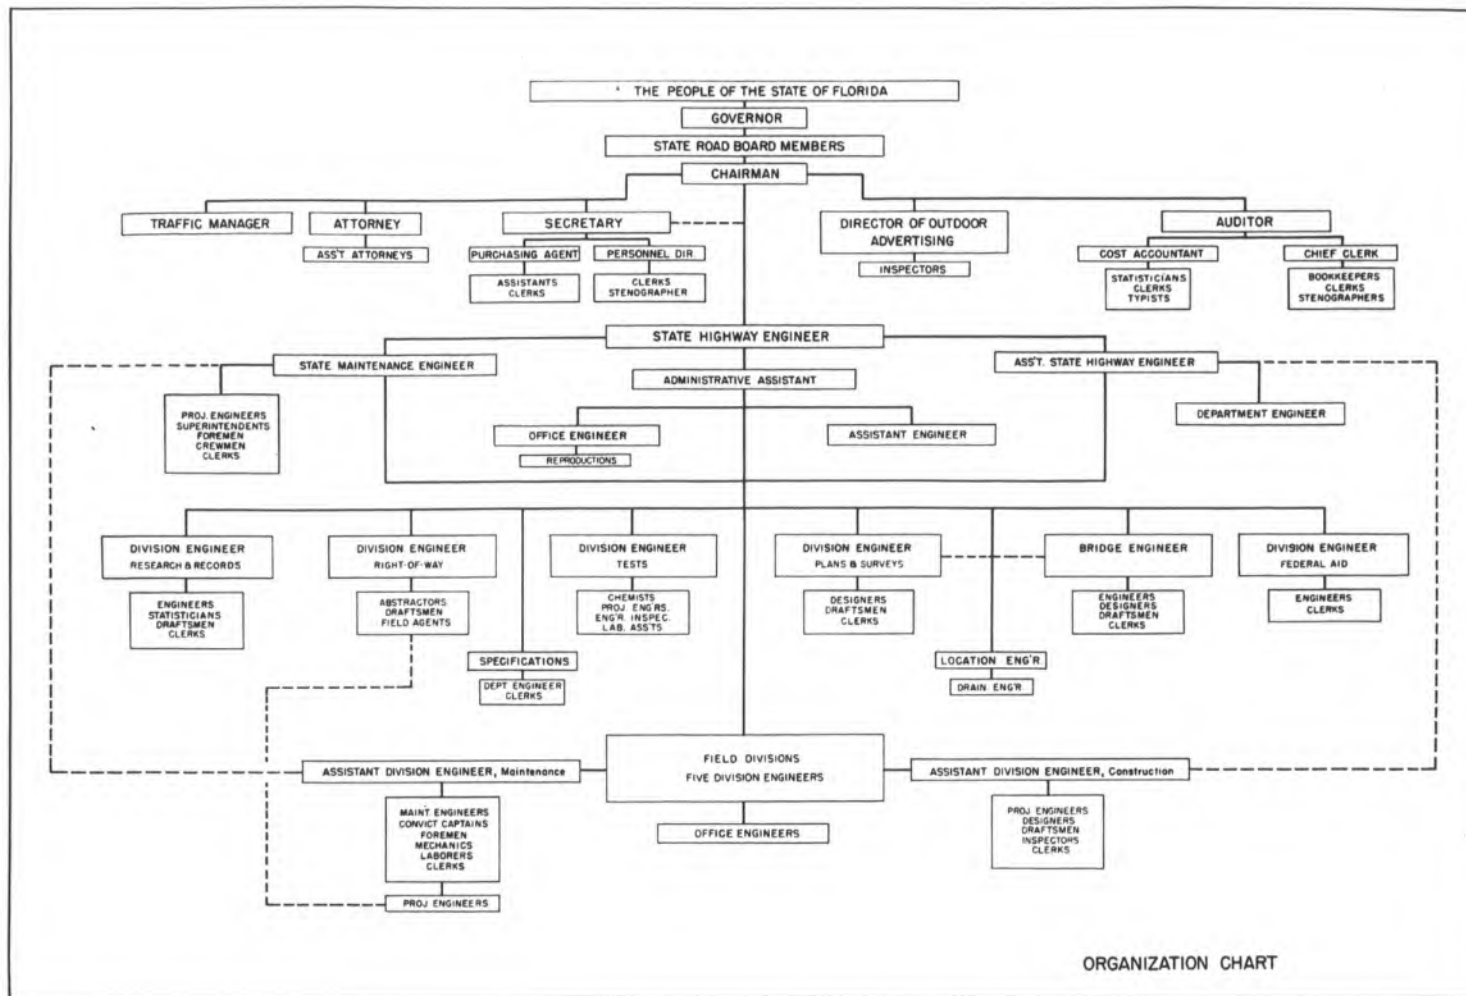 THE PEOPLE OF THE STATE OF FLORIDA
GOVERNOR
STATE ROAD BOARD MEMBERS
CHAIRMAN
TRAFFIC MANAGER
ATTORNEY
ASS'T ATTORNEYS
SECRETARY
PURCHASING AGENT
ASSISTANTS
CLERKS
PERSONNEL DIR.
CLERKS
STENOGRAPHER
DIRECTOR OF OUTDOOR
ADVERTISING
INSPECTORS
AUDITOR
COST ACCOUNTANT
STATISTICIANS
CLERKS
TYPISTS
CHIEF CLERK
BOOKKEEPERS
CLERKS
STENOGRAPHERS
STATE HIGHWAY ENGINEER
STATE MAINTENANCE ENGINEER
PROJ. ENGINEERS
SUPERINTENDENTS
FOREMEN
CREWMEN
CLERKS
ADMINISTRATIVE ASSISTANT
ASS'T. STATE HIGHWAY ENGINEER
DEPARTMENT ENGINEER
OFFICE ENGINEER
REPRODUCTIONS
ASSISTANT ENGINEER
DIVISION ENGINEER
RESEARCH & RECORDS
ENGINEERS
STATISTICIANS
DRAFTSMEN
CLERKS
DIVISION ENGINEER
RIGHT-OF-WAY
ABSTRACTORS
DRAFTSMEN
FIELD AGENTS
SPECIFICATIONS
DEPT ENGINEER
CLERKS
DIVISION ENGINEER
TESTS
CHEMISTS
PROJ. ENG'RS.
ENG'R. INSPEC.
LAB. ASS'TS
DIVISION ENGINEER
PLANS & SURVEYS
DESIGNERS
DRAFTSMEN
CLERKS
LOCATION ENG'R
DRAIN ENG'R
BRIDGE ENGINEER
ENGINEERS
DESIGNERS
DRAFTSMEN
CLERKS
DIVISION ENGINEER
FEDERAL AID
ENGINEERS
CLERKS
FIELD DIVISIONS
FIVE DIVISION ENGINEERS
OFFICE ENGINEERS
ASSISTANT DIVISION ENGINEER, Maintenance
MAINT ENGINEERS
CONVICT CAPTAINS
FOREMEN
MECHANICS
LABORERS
CLERKS
PROJ ENGINEERS
ASSISTANT DIVISION ENGINEER, Construction
PROJ ENGINEERS
DESIGNERS
DRAFTSMEN
INSPECTORS
CLERKS
ORGANIZATION CHART